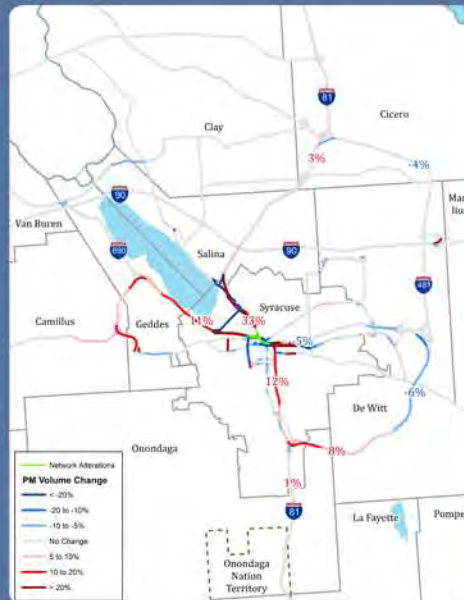 81
Cicero
Clay
3%
-4%
90
Van Buren
Man
lius
690
Salina
90
481
11%
33%
Syracuse
Camillus
Geddes
-5%
12%
-6%
De Witt
Onondaga
8%
1%
81
La Fayette
Pompe
Onondaga
Nation
Territory
Network Alterations
PM Volume Change
< -20%
-20 to -10%
-10 to -5%
No Change
5 to 10%
10 to 20%
> 20%